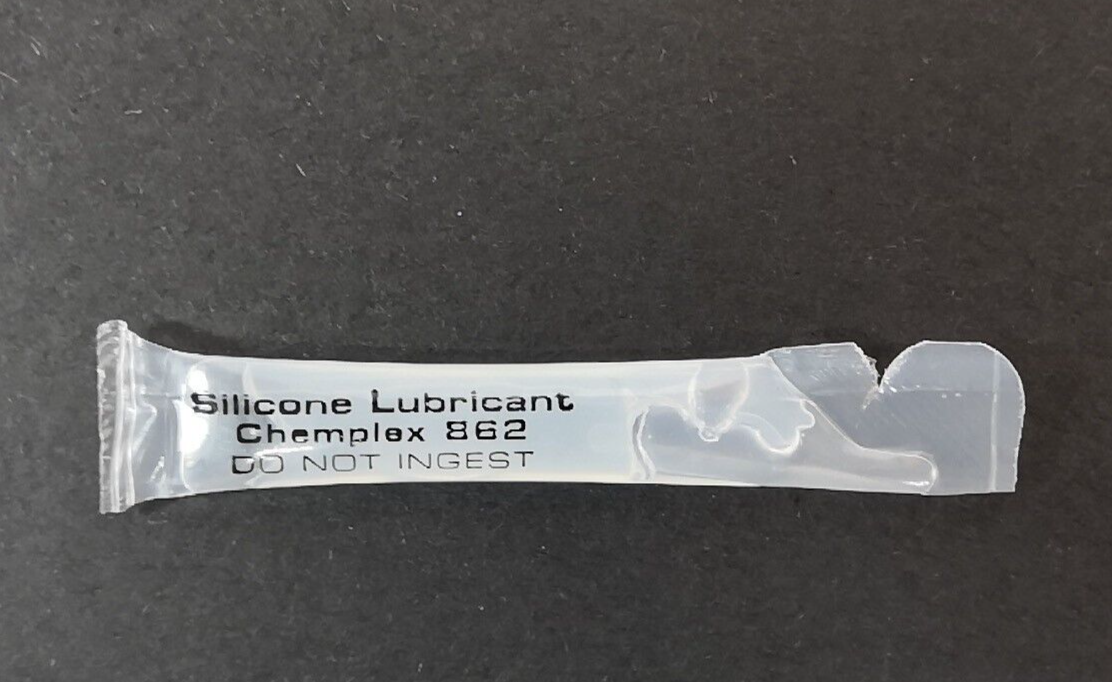 Silicone Lubricant
Chemplex 862
DO NOT INGEST